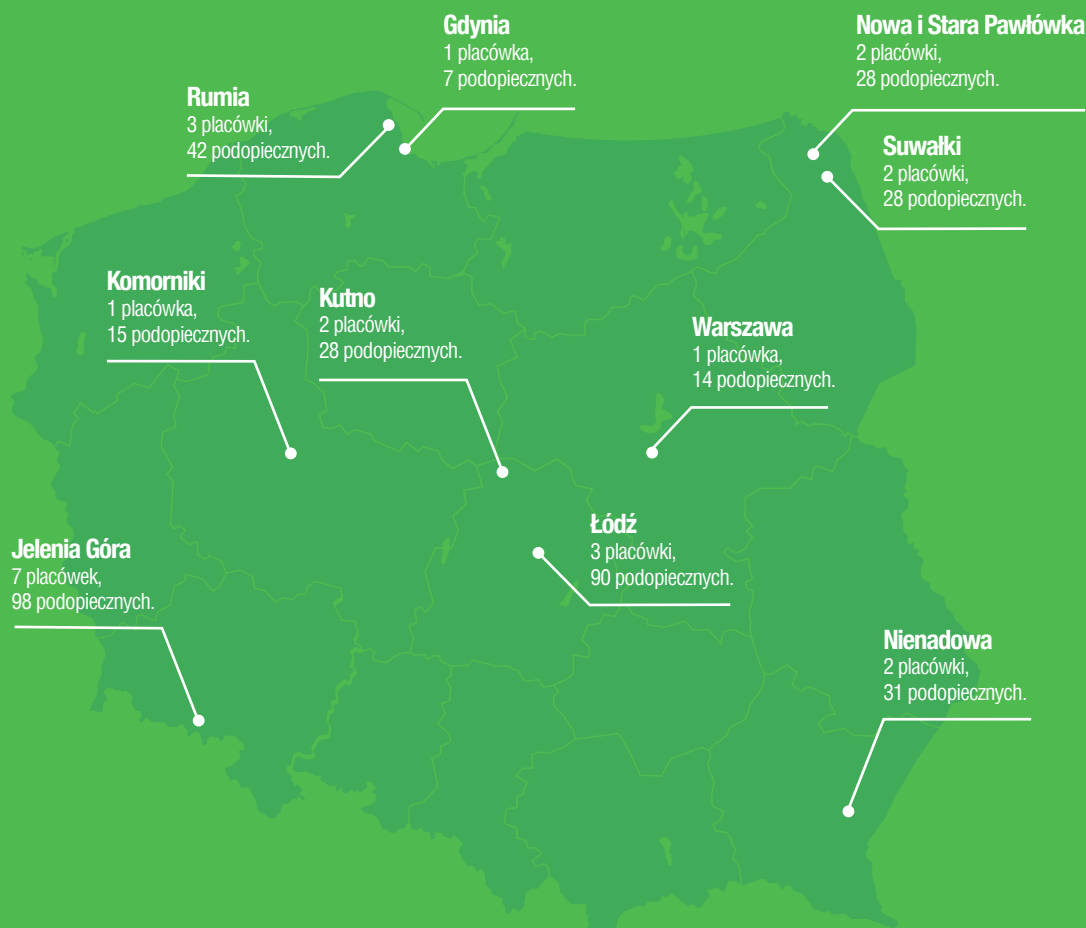 Gdynia
1 placówka,
7 podopiecznych.
Nowa i Stara Pawłówka
2 placówki,
28 podopiecznych.
Rumia
3 placówki,
42 podopiecznych.
Suwałki
2 placówki,
28 podopiecznych.
Komorniki
1 placówka,
15 podopiecznych.
Kutno
2 placówki,
28 podopiecznych.
Warszawa
1 placówka,
14 podopiecznych.
Łódź
3 placówki,
90 podopiecznych.
Jelenia Góra
7 placówek,
98 podopiecznych.
Nienadowa
2 placówki,
31 podopiecznych.